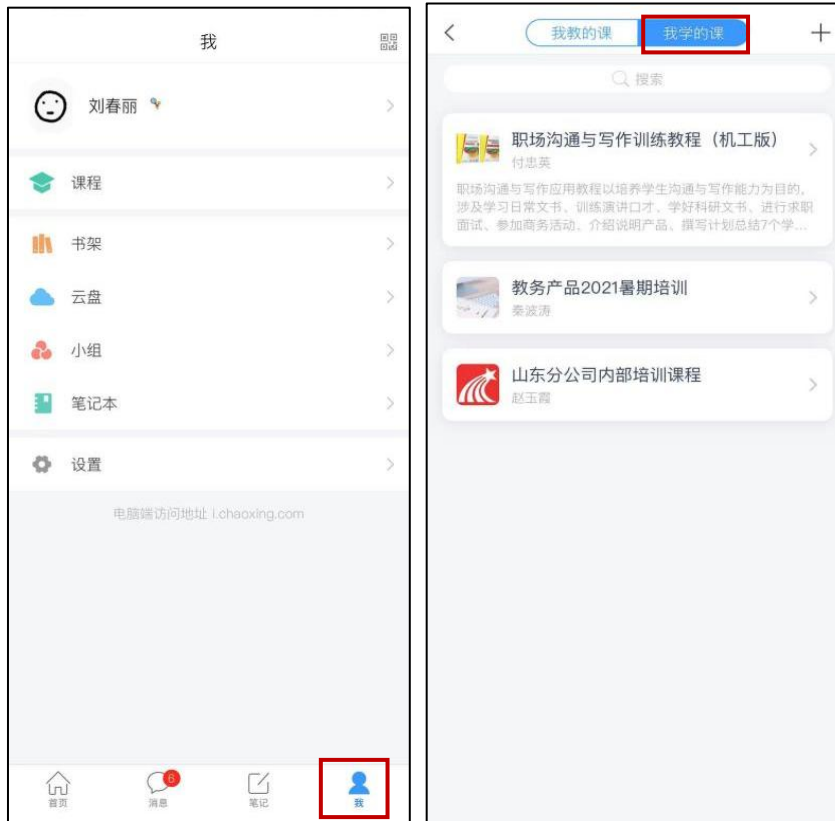 我
刘春丽
课程
书架
云盘
小组
笔记本
设置
电脑端访问地址 i.chaoxing.com
首页
6
消息
笔记
我
我教的课
我学的课
搜索
职场沟通与写作训练教程（机工版）
付忠英
职场沟通与写作应用教程以培养学生沟通与写作能力为目的,
涉及学习日常文书、训练演讲口才、学好科研文书、进行求职
面试、参加商务活动、介绍说明产品、撰写计划总结7个学...
教务产品2021暑期培训
秦波涛
山东分公司内部培训课程
赵玉霞